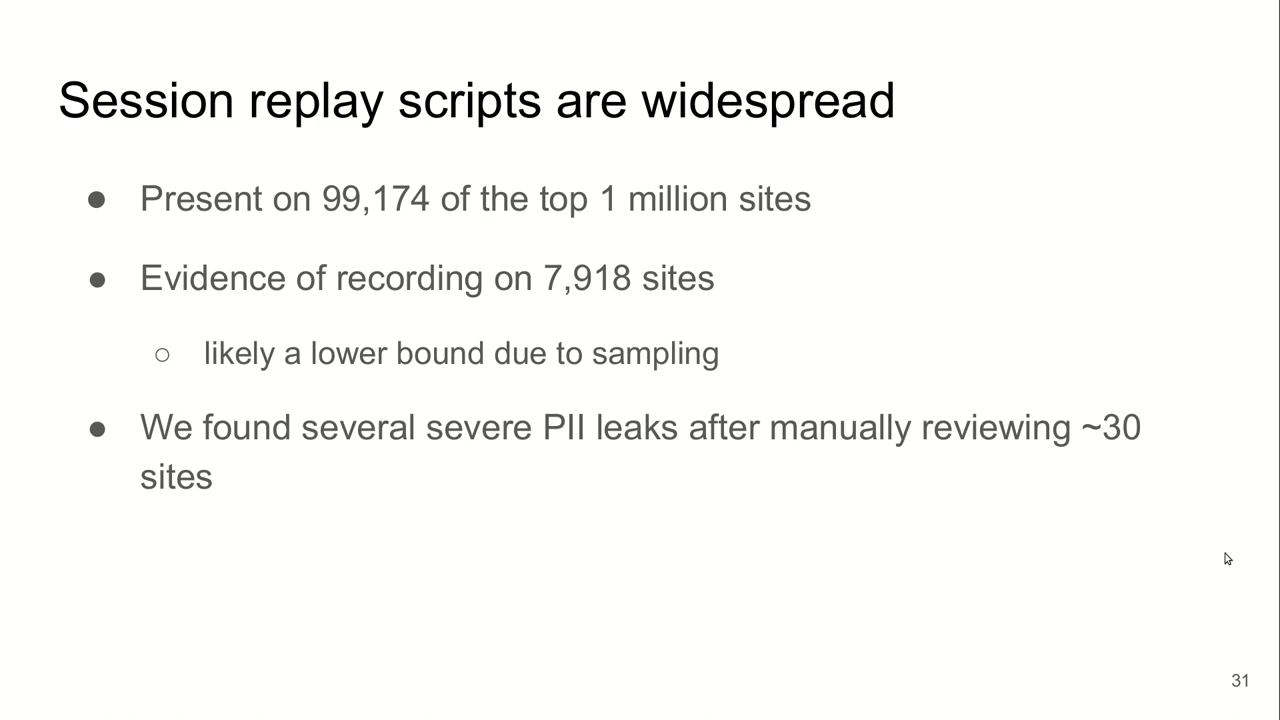 Session replay scripts are widespread
● Present on 99,174 of the top 1 million sites
● Evidence of recording on 7,918 sites
○ likely a lower bound due to sampling
● We found several severe PII leaks after manually reviewing ~30
sites
31